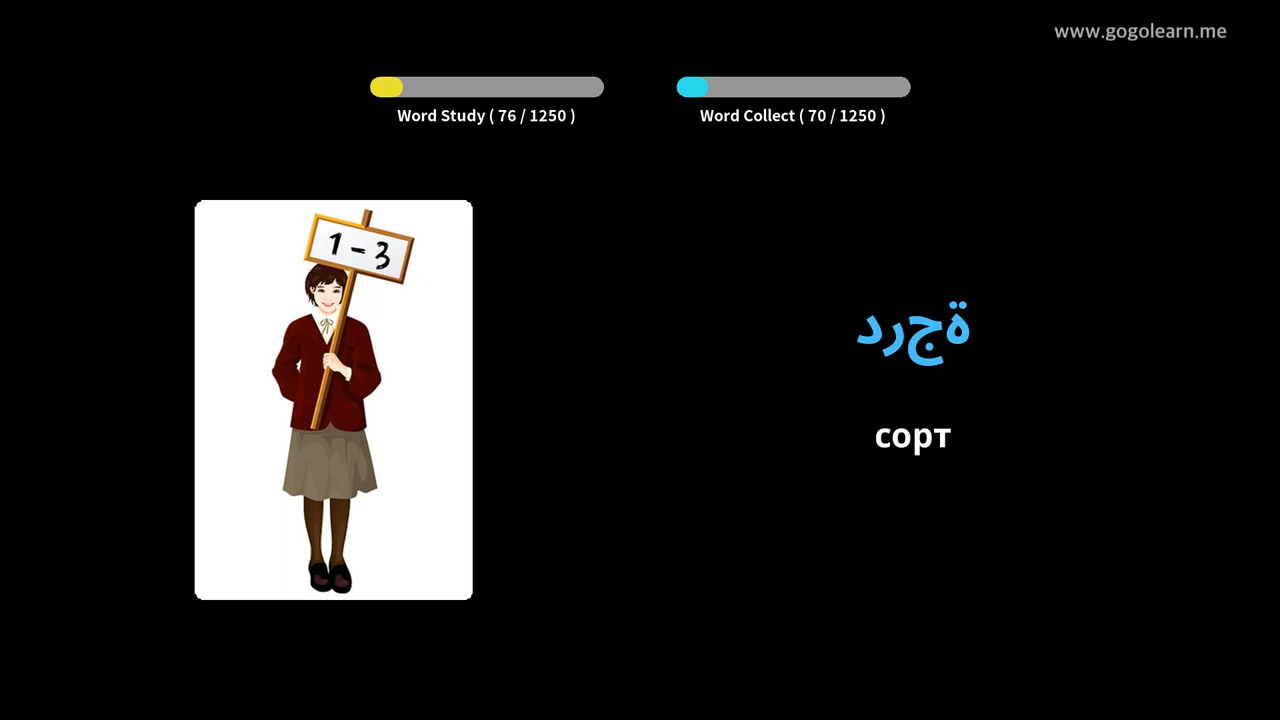 www.gogolearn.me
Word Study ( 76 / 1250 )
Word Collect ( 70 / 1250 )
1 - 3
ةجرد
сорт